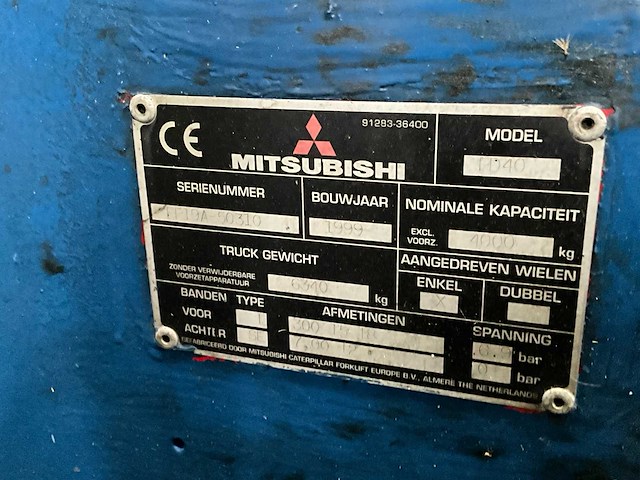 CE
91283-36400
MITSUBISHI
MODEL
SERIENUMMER
BOUWJAAR
1999
NOMINALE KAPACITEIT
EXCL. VOORZ. 4000 kg
TRUCK GEWICHT
ZONDER VERWIJDERBARE
VOORZETAPPARATUUR
6340 kg
AANGEDREVEN WIELEN
ENKEL DUBBEL
X
BANDEN TYPE AFMETINGEN SPANNING
VOOR bar
ACHTER 0 bar
GEFABRICEERD DOOR MITSUBISHI CATERPILLAR FORKLIFT EUROPE B.V., ALMERE THE NETHERLANDS